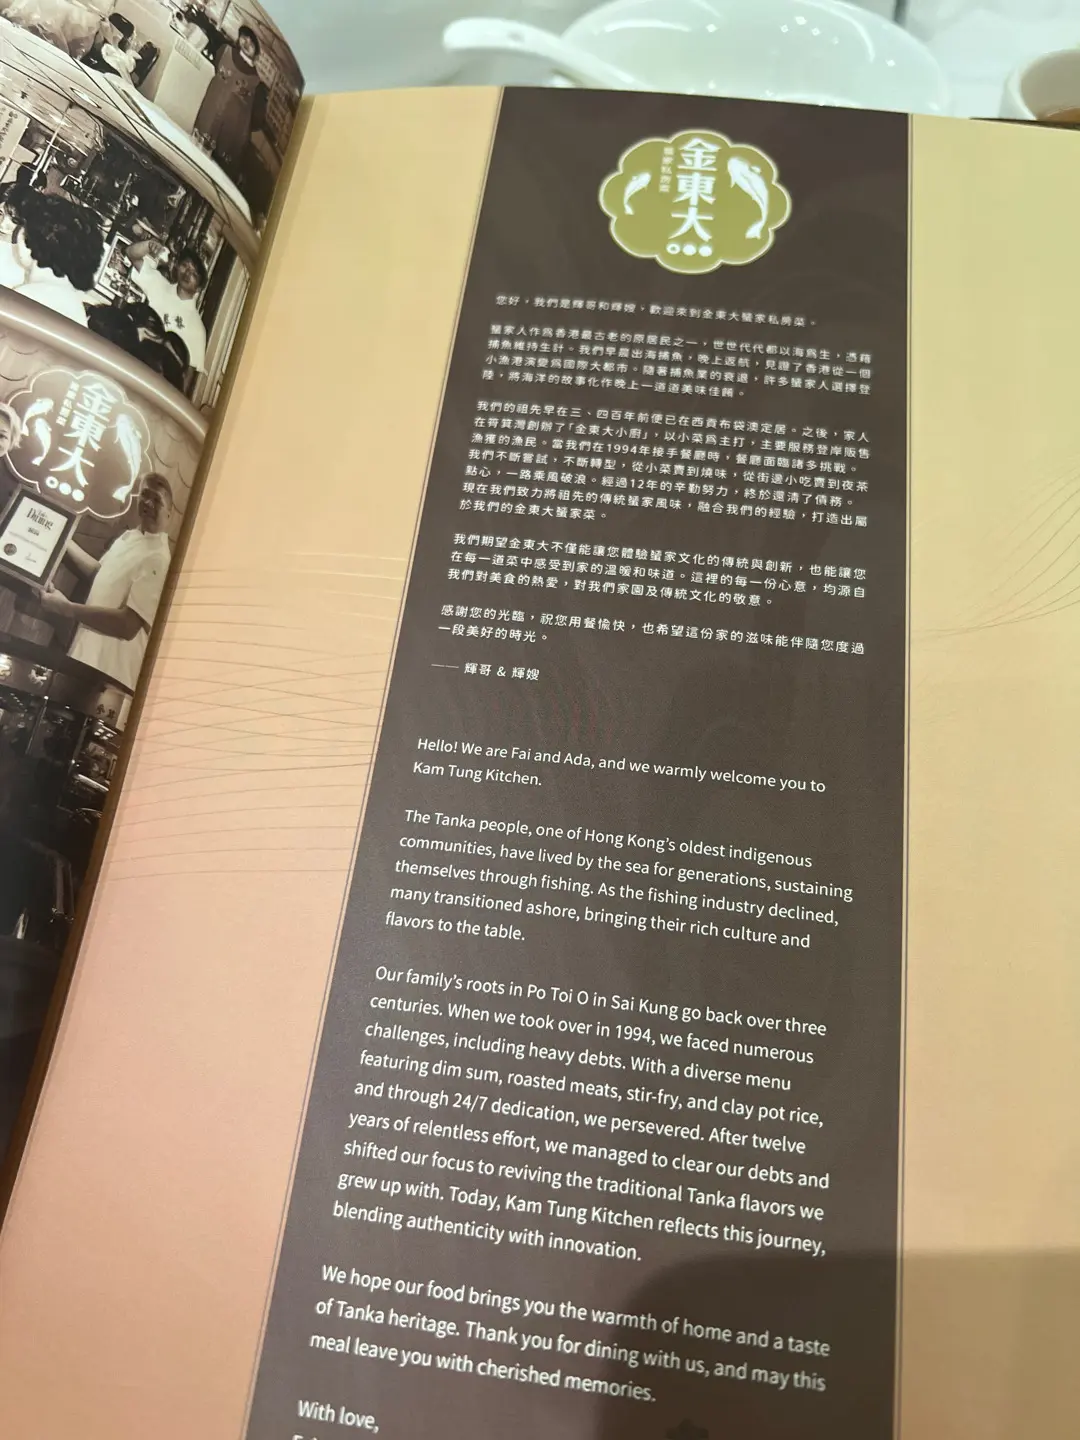 金東大
蜑家私房菜
您好，我們是輝哥和輝嫂、歡迎來到金東大蜑家私房菜。
蜑家人作為香港最古老的原居民之一，世世代代都以海為生，憑藉
捕魚維持生計。我們早晨出海捕魚，晚上返航，見證了香港從一個
小漁港演變為國際大都市。隨著捕魚業的衰退，許多蜑家人選擇登
陸，將海洋的故事化作晚上一道道美味佳餚。
我們的祖先早在三、四百年前便已在西貢布袋澳定居。之後，家人
在筲箕灣創辦了「金東大小廚」，以小菜為主打，主要服務登岸販售
漁獲的漁民。當我們在1994年接手餐廳時，餐廳面臨諸多挑戰。
我們不斷嘗試，不斷轉型，從小菜賣到燒味，從街邊小吃賣到夜茶
點心，一路乘風破浪。經過12年的辛勤努力，終於還清了債務。
現在我們致力將祖先的傳統蜑家風味，融合我們的經驗，打造出屬
於我們的金東大蜑家菜。
我們期望金東大不僅能讓您體驗蜑家文化的傳統與創新，也能讓您
在每一道菜中感受到家的溫暖和味道。這裡的每一份心意，均源自
我們對美食的熱愛，對我們家園及傳統文化的敬意。
感謝您的光臨，祝您用餐愉快，也希望這份家的滋味能伴隨您度過
一段美好的時光。
—— 輝哥 & 輝嫂
Hello! We are Fai and Ada, and we warmly welcome you to
Kam Tung Kitchen.
The Tanka people, one of Hong Kong's oldest indigenous
communities, have lived by the sea for generations, sustaining
themselves through fishing. As the fishing industry declined,
many transitioned ashore, bringing their rich culture and
flavors to the table.
Our family's roots in Po Toi O in Sai Kung go back over three
centuries. When we took over in 1994, we faced numerous
challenges, including heavy debts. With a diverse menu
featuring dim sum, roasted meats, stir-fry, and clay pot rice,
and through 24/7 dedication, we persevered. After twelve
years of relentless effort, we managed to clear our debts and
shifted our focus to reviving the traditional Tanka flavors we
grew up with. Today, Kam Tung Kitchen reflects this journey,
blending authenticity with innovation.
We hope our food brings you the warmth of home and a taste
of Tanka heritage. Thank you for dining with us, and may this
meal leave you with cherished memories.
With love,
金東大